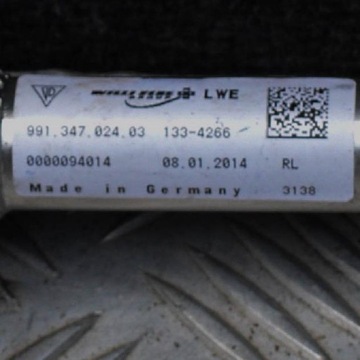 LWE
991.347.024.03 133-4266
0000094014 08.01.2014 RL
Made in Germany 3138